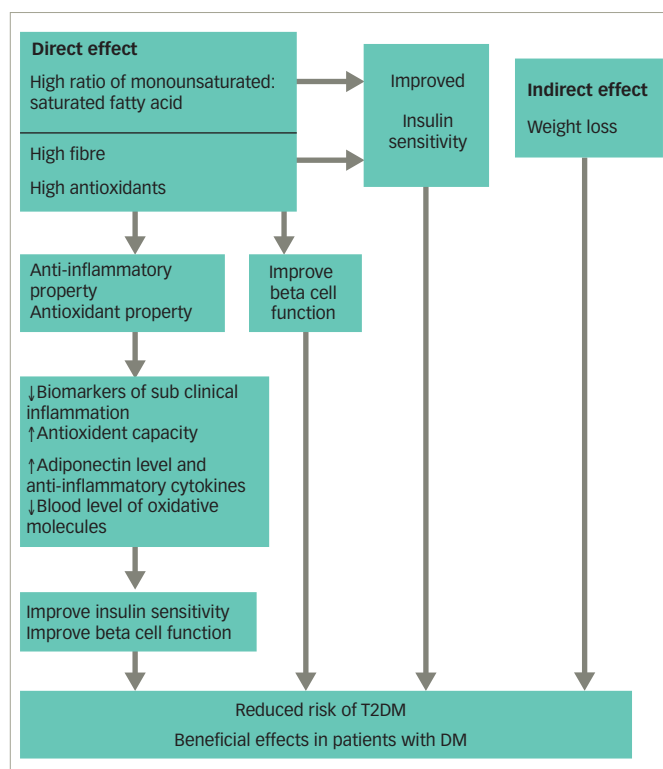 Direct effect
High ratio of monounsaturated:
saturated fatty acid
High fibre
High antioxidants
Improved
Insulin
sensitivity
Indirect effect
Weight loss
Anti-inflammatory
property
Antioxidant property
Improve
beta cell
function
↓Biomarkers of sub clinical
inflammation
↑Antioxident capacity
↑Adiponectin level and
anti-inflammatory cytokines
↓Blood level of oxidative
molecules
Improve insulin sensitivity
Improve beta cell function
Reduced risk of T2DM
Beneficial effects in patients with DM